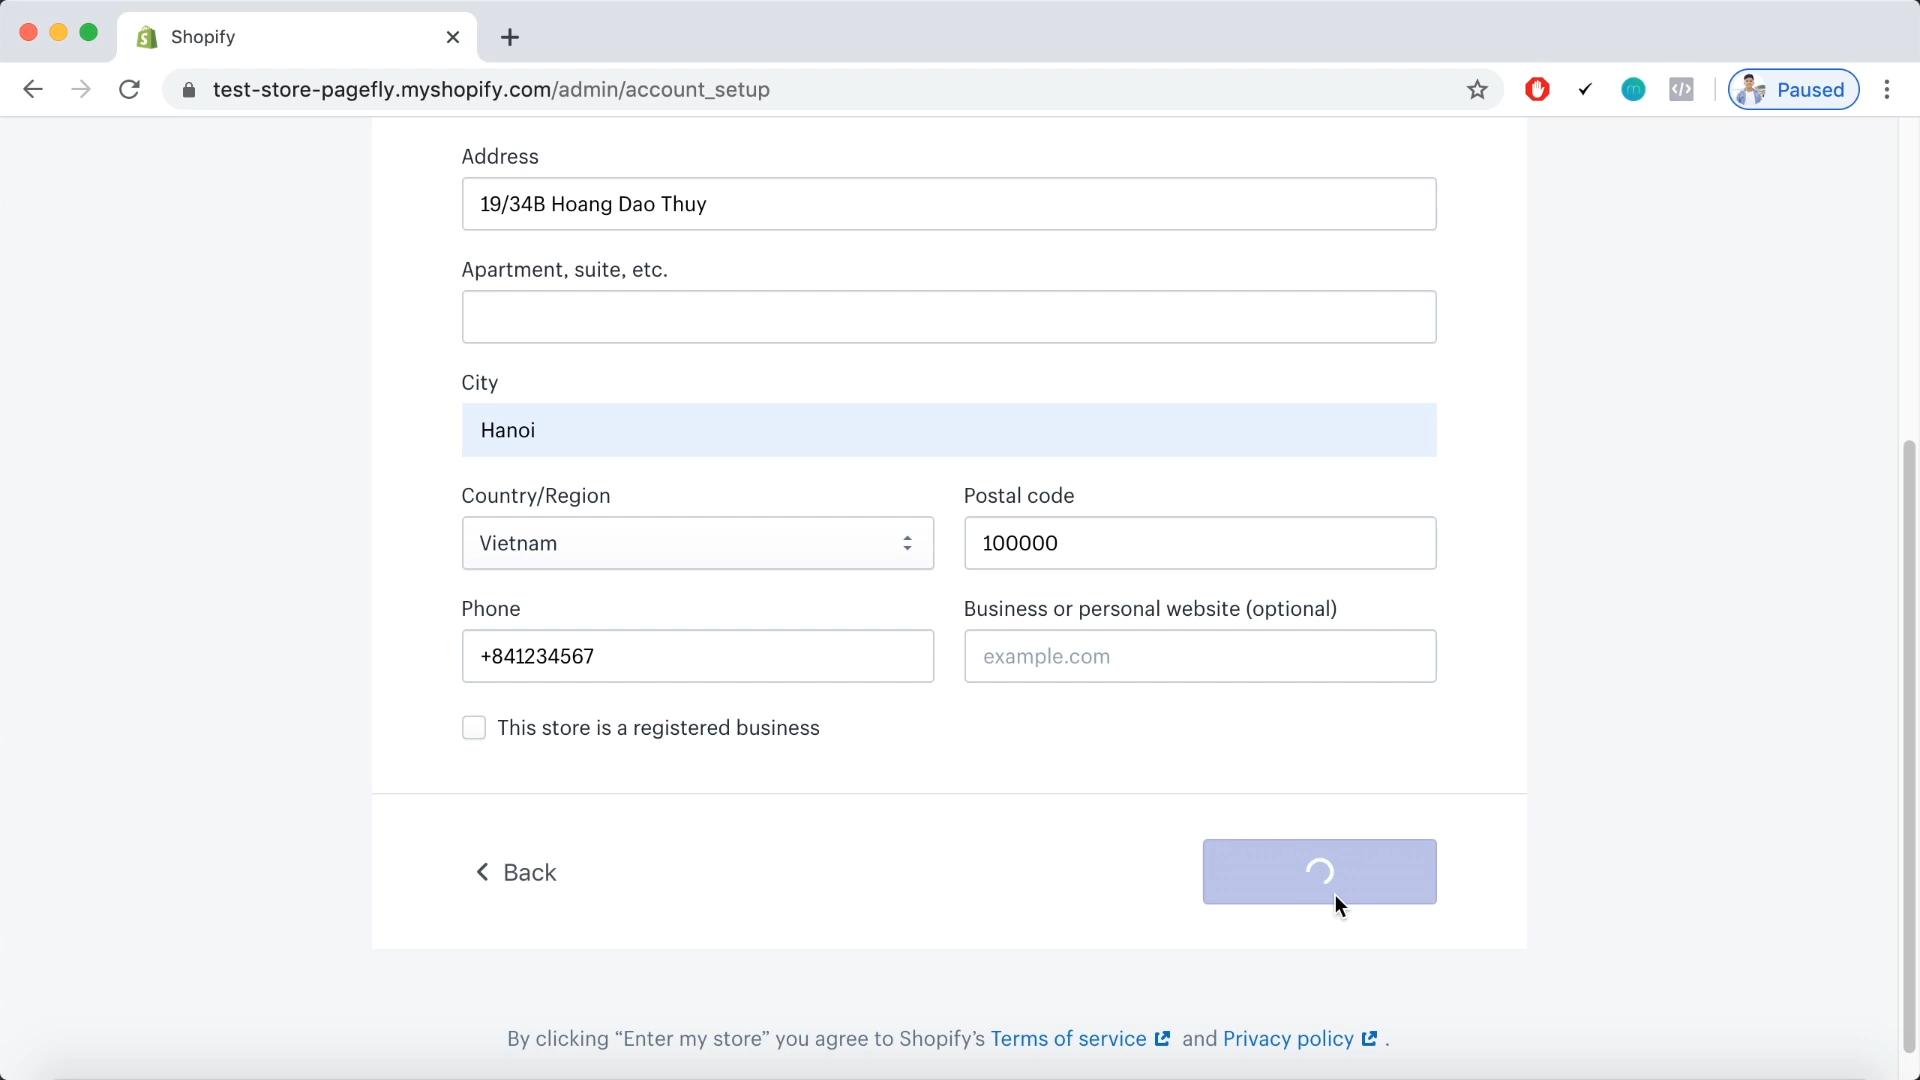 Shopify
test-store-pagefly.myshopify.com/admin/account_setup
Paused
Address
19/34B Hoang Dao Thuy
Apartment, suite, etc.
City
Hanoi
Country/Region
Postal code
Vietnam
100000
Phone
Business or personal website (optional)
+841234567
example.com
This store is a registered business
Back
By clicking “Enter my store” you agree to Shopify’s Terms of service and Privacy policy .